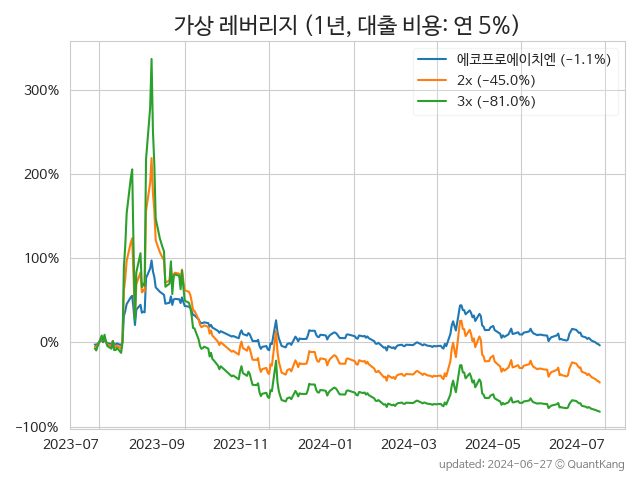 가상 레버리지 (1년, 대출 비용: 연 5%)
에코프로에이치엔 (−1.1%)
2x (−45.0%)
3x (−81.0%)
300%
200%
100%
0%
−100%
2023-07 2023-09 2023-11 2024-01 2024-03 2024-05 2024-07
updated: 2024-06-27 © QuantKang